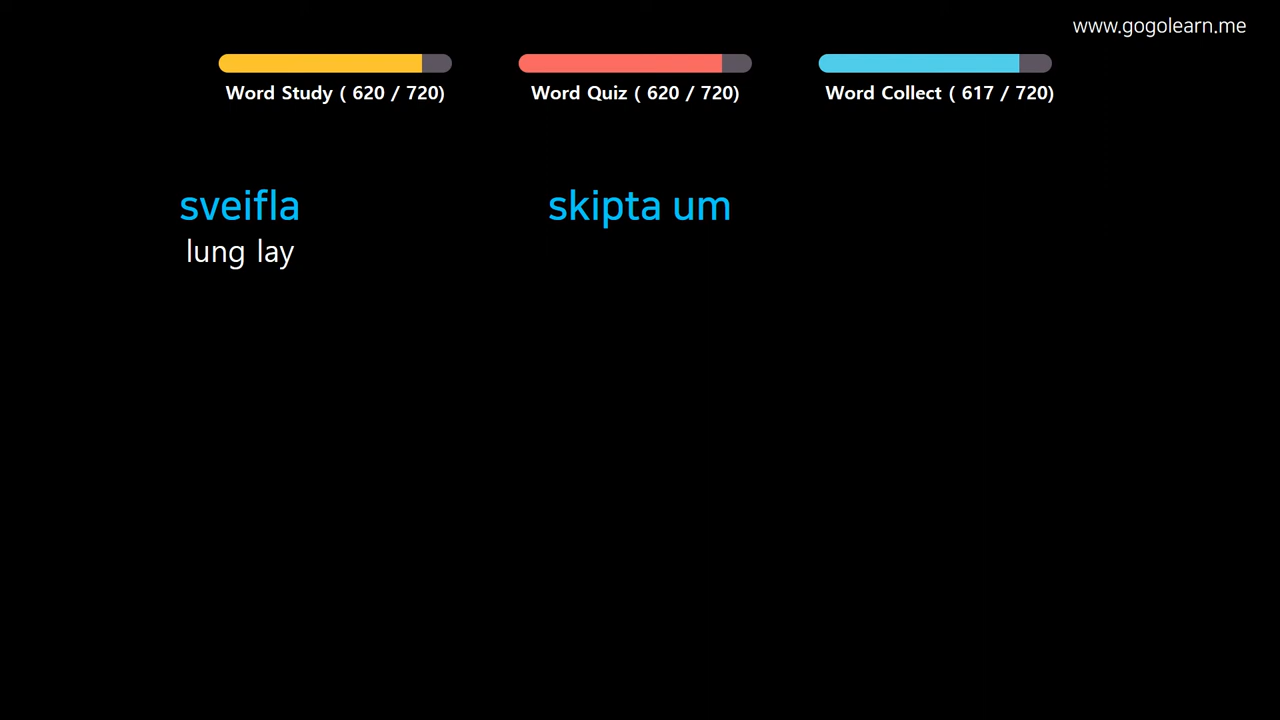 www.gogolearn.me
Word Study ( 620 / 720)
Word Quiz ( 620 / 720)
Word Collect ( 617 / 720)
sveifla
lung lay
skipta um